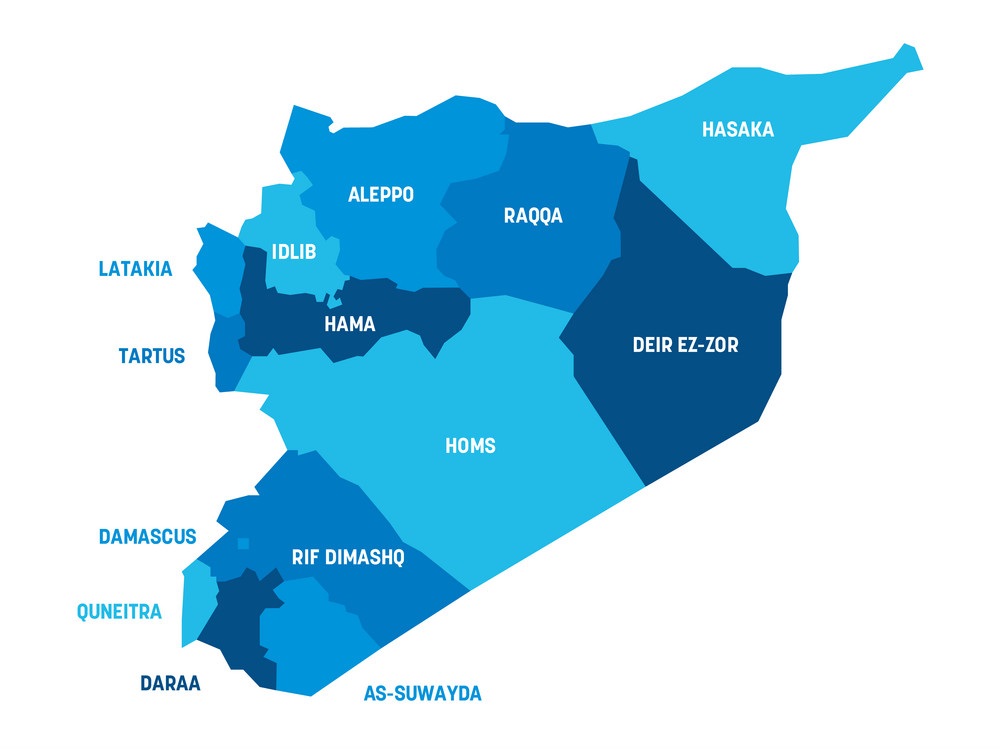 HASAKA
ALEPPO
RAQQA
IDLIB
LATAKIA
HAMA
DEIR EZ-ZOR
TARTUS
HOMS
DAMASCUS
RIF DIMASHQ
QUNEITRA
DARAA
AS-SUWAYDA